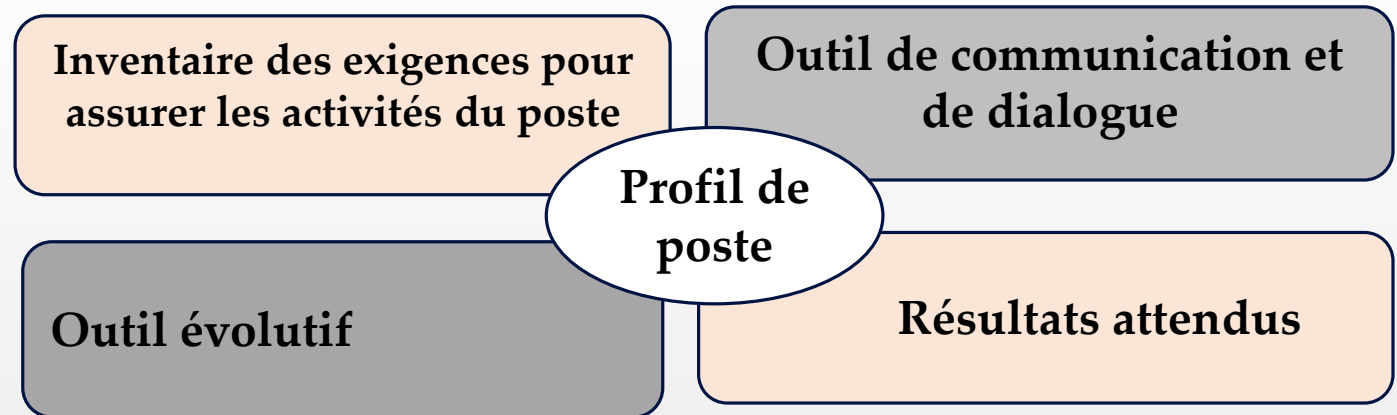 Inventaire des exigences pour
assurer les activités du poste
Outil de communication et
de dialogue
Profil de
poste
Outil évolutif
Résultats attendus